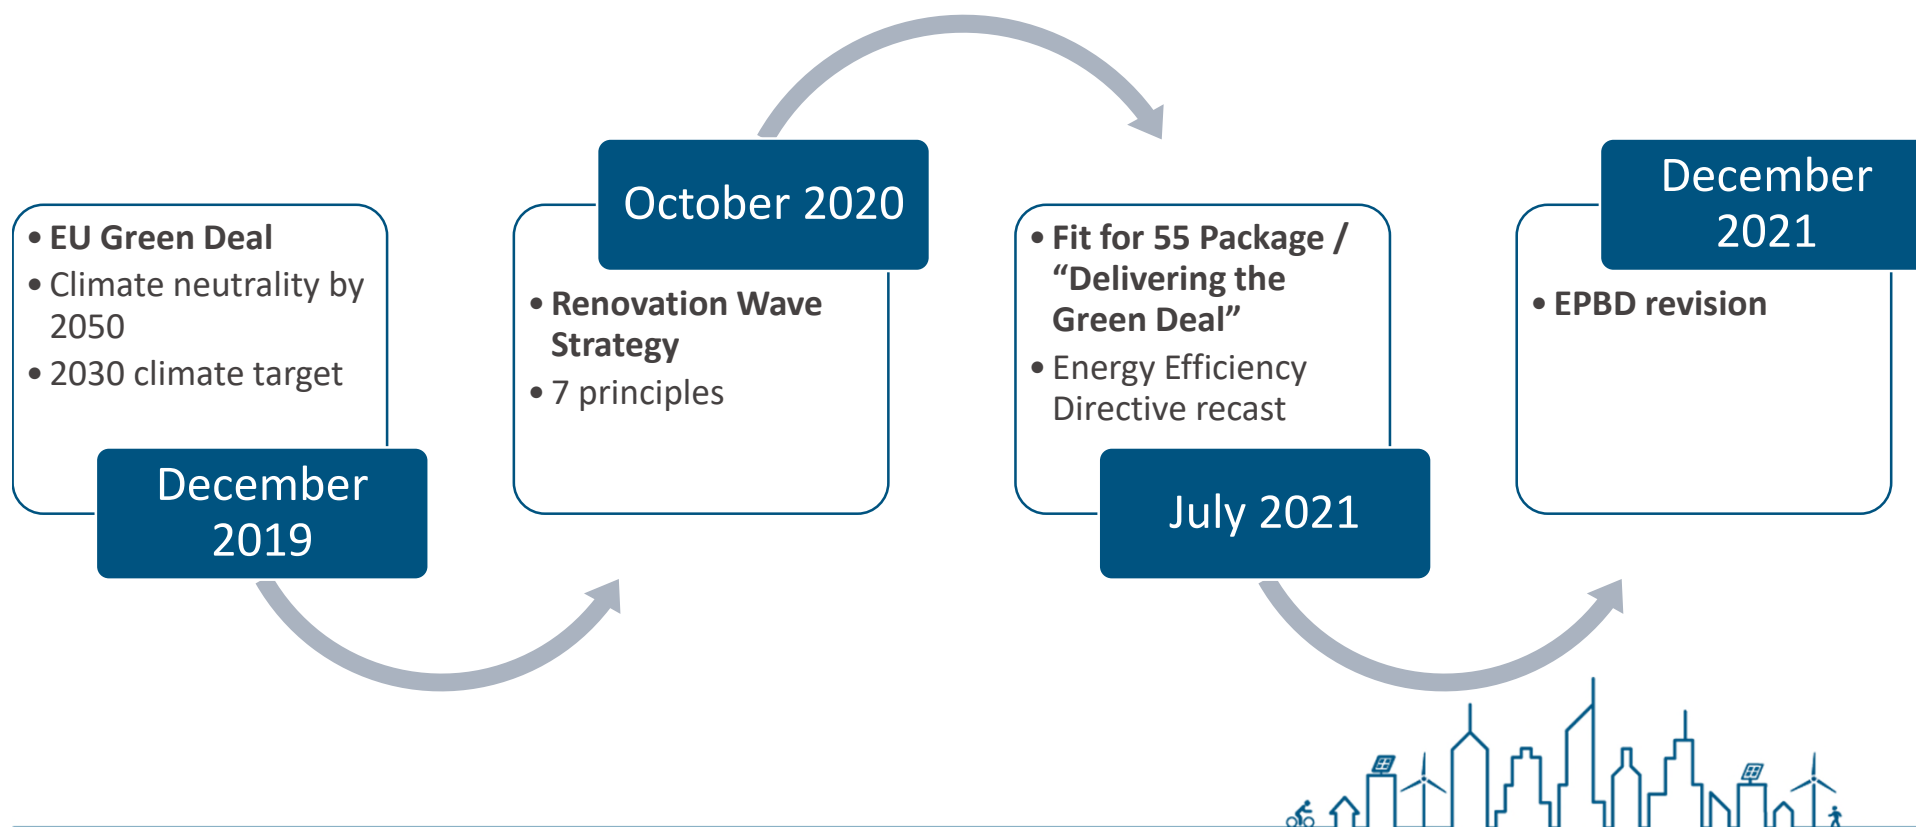 • EU Green Deal
• Climate neutrality by
2050
• 2030 climate target
December
2019
October 2020
• Renovation Wave
Strategy
• 7 principles
• Fit for 55 Package /
“Delivering the
Green Deal”
• Energy Efficiency
Directive recast
July 2021
December
2021
• EPBD revision